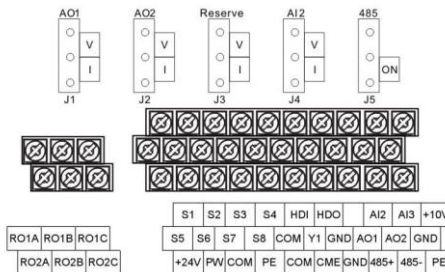 AO1 AO2 Reserve AI2 485
V V V V
I I I I ON
J1 J2 J3 J4 J5
S1 S2 S3 S4 HDI HDO AI2 AI3 +10V
RO1A RO1B RO1C S5 S6 S7 S8 COM Y1 GND AO1 AO2 GND
RO2A RO2B RO2C +24V PW COM PE COM CME GND 485+ 485- PE